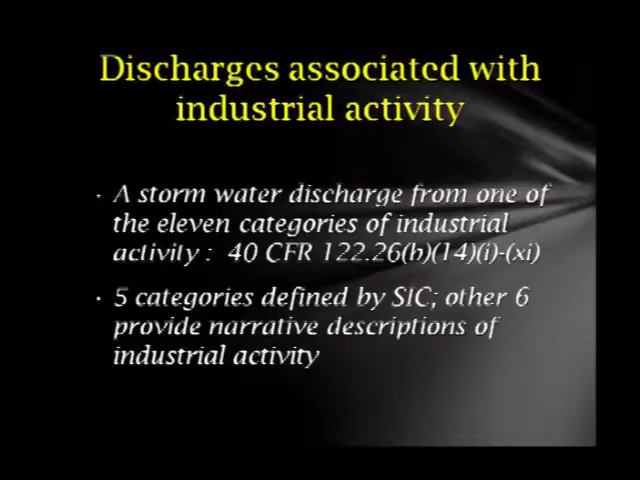 Discharges associated with
industrial activity
· A storm water discharge from one of
the eleven categories of industrial
activity : 40 CFR 122.26(b)(14)(i)-(xi)
· 5 categories defined by SIC; other 6
provide narrative descriptions of
industrial activity